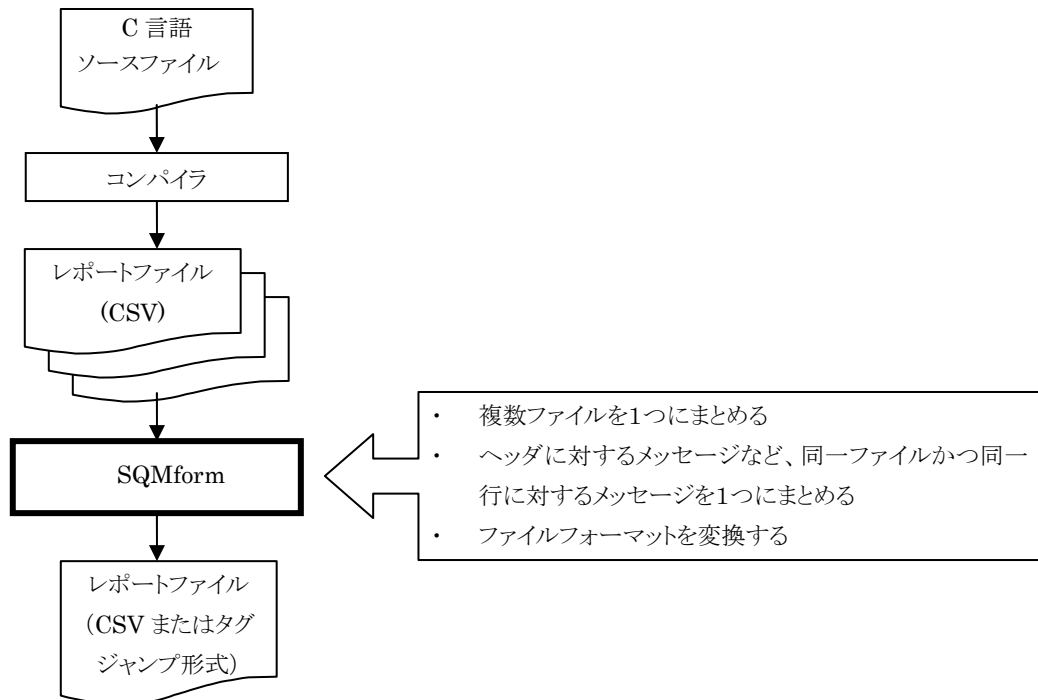 C 言語
ソースファイル
コンパイラ
レポートファイル
(CSV)
SQMform
・ 複数ファイルを1つにまとめる
・ ヘッダに対するメッセージなど、同一ファイルかつ同一
行に対するメッセージを1つにまとめる
・ ファイルフォーマットを変換する
レポートファイル
(CSV またはタグ
ジャンプ形式)